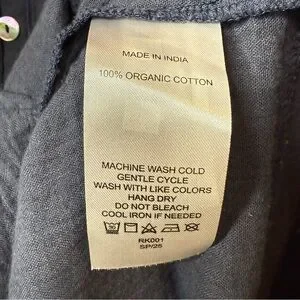 MADE IN INDIA
100% ORGANIC COTTON
MACHINE WASH COLD
GENTLE CYCLE
WASH WITH LIKE COLORS
HANG DRY
DO NOT BLEACH
COOL IRON IF NEEDED
RK001
SP/25